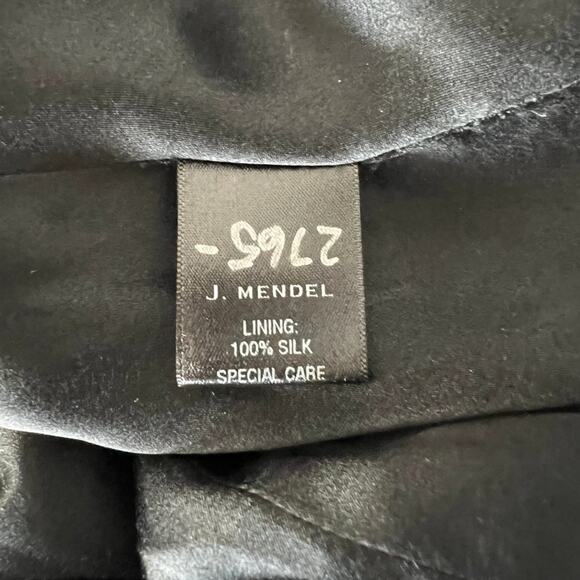 2765-
J. MENDEL
LINING:
100% SILK
SPECIAL CARE